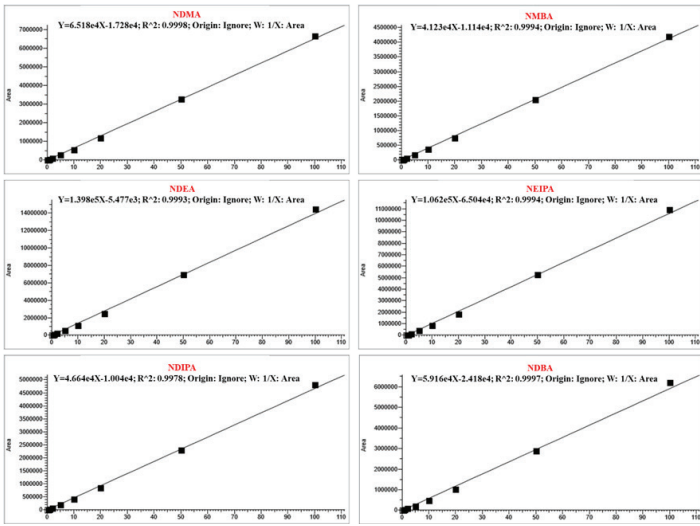 NDMA
Y=6.518e4X-1.728e4; R^2: 0.9998; Origin: Ignore; W: 1/X: Area
7000000
6000000
5000000
4000000
3000000
2000000
1000000
0
Area
0 10 20 30 40 50 60 70 80 90 100 110
NMBA
Y=4.123e4X-1.114e4; R^2: 0.9994; Origin: Ignore; W: 1/X: Area
4500000
4000000
3500000
3000000
2500000
2000000
1500000
1000000
500000
0
Area
0 10 20 30 40 50 60 70 80 90 100 110
NDEA
Y=1.398e5X-5.477e3; R^2: 0.9993; Origin: Ignore; W: 1/X: Area
14000000
12000000
10000000
8000000
6000000
4000000
2000000
0
Area
0 10 20 30 40 50 60 70 80 90 100 110
NEIPA
Y=1.062e5X-6.504e4; R^2: 0.9994; Origin: Ignore; W: 1/X: Area
11000000
10000000
9000000
8000000
7000000
6000000
5000000
4000000
3000000
2000000
1000000
0
Area
0 10 20 30 40 50 60 70 80 90 100 110
NDIPA
Y=4.664e4X-1.004e4; R^2: 0.9978; Origin: Ignore; W: 1/X: Area
5000000
4500000
4000000
3500000
3000000
2500000
2000000
1500000
1000000
500000
0
Area
0 10 20 30 40 50 60 70 80 90 100 110
NDBA
Y=5.916e4X-2.418e4; R^2: 0.9997; Origin: Ignore; W: 1/X: Area
6000000
5000000
4000000
3000000
2000000
1000000
0
Area
0 10 20 30 40 50 60 70 80 90 100 110